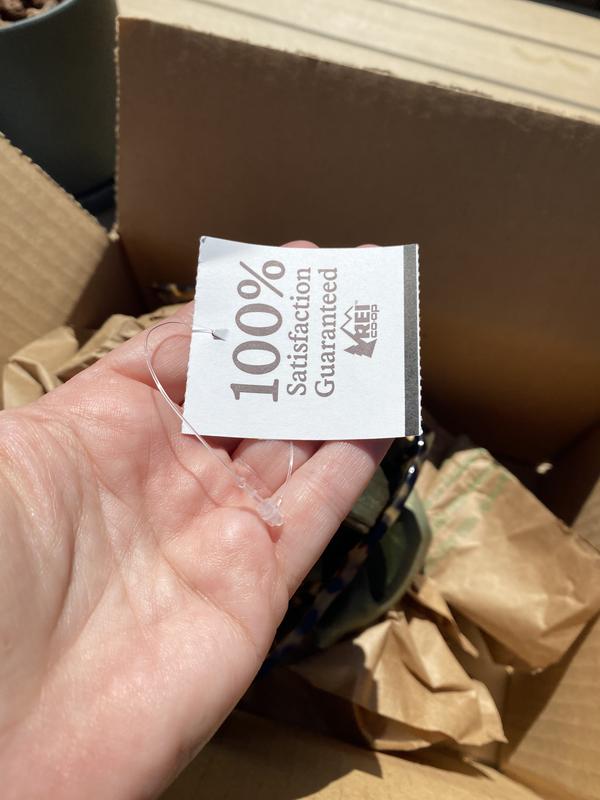 100%
Satisfaction
Guaranteed
REI
co-op